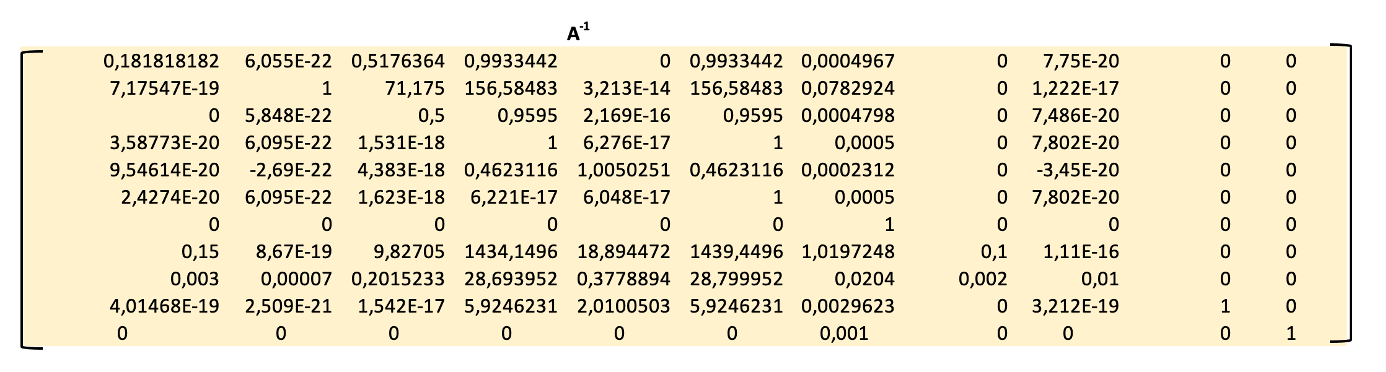 A⁻¹
0,181818182 6,055E-22 0,5176364 0,9933442 0 0,9933442 0,0004967 0 7,75E-20 0 0
7,17547E-19 1 71,175 156,58483 3,213E-14 156,58483 0,0782924 0 1,222E-17 0 0
0 5,848E-22 0,5 0,9595 2,169E-16 0,9595 0,0004798 0 7,486E-20 0 0
3,58773E-20 6,095E-22 1,531E-18 1 6,276E-17 1 0,0005 0 7,802E-20 0 0
9,54614E-20 -2,69E-22 4,383E-18 0,4623116 1,0050251 0,4623116 0,0002312 0 -3,45E-20 0 0
2,4274E-20 6,095E-22 1,623E-18 6,221E-17 6,048E-17 1 0,0005 0 7,802E-20 0 0
0 0 0 0 0 0 1 0 0 0 0
0,15 8,67E-19 9,82705 1434,1496 18,894472 1439,4496 1,0197248 0,1 1,11E-16 0 0
0,003 0,00007 0,2015233 28,693952 0,3778894 28,799952 0,0204 0,002 0,01 0 0
4,01468E-19 2,509E-21 1,542E-17 5,9246231 2,0100503 5,9246231 0,0029623 0 3,212E-19 1 0
0 0 0 0 0 0 0,001 0 0 0 1